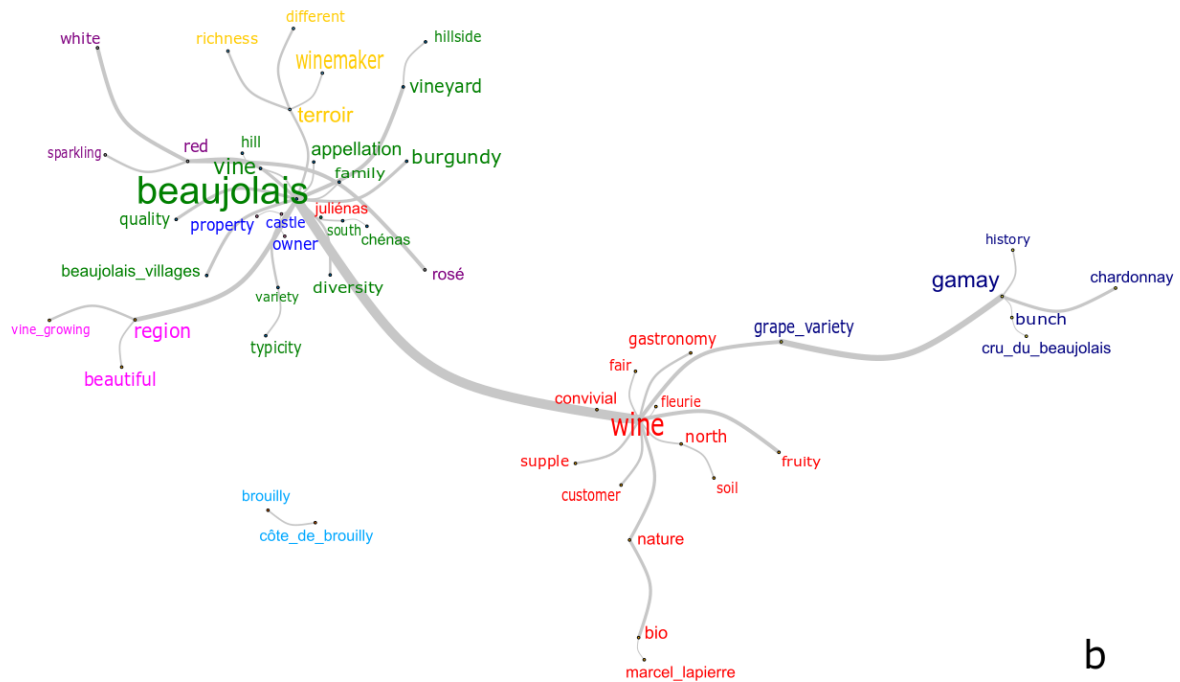 different
white
richness
hillside
winemaker
vineyard
terroir
hill
red
appellation
sparkling
vine
burgundy
family
beaujolais
juliénas
quality
property
castle
south
chénas
owner
history
beaujolais_villages
rosé
gamay
chardonnay
variety
diversity
vine_growing
region
grape_variety
bunch
gastronomy
typicity
cru_du_beaujolais
fair
beautiful
convivial
fleurie
wine
north
supple
fruity
customer
soil
brouilly
côte_de_brouilly
nature
bio
marcel_lapierre
b